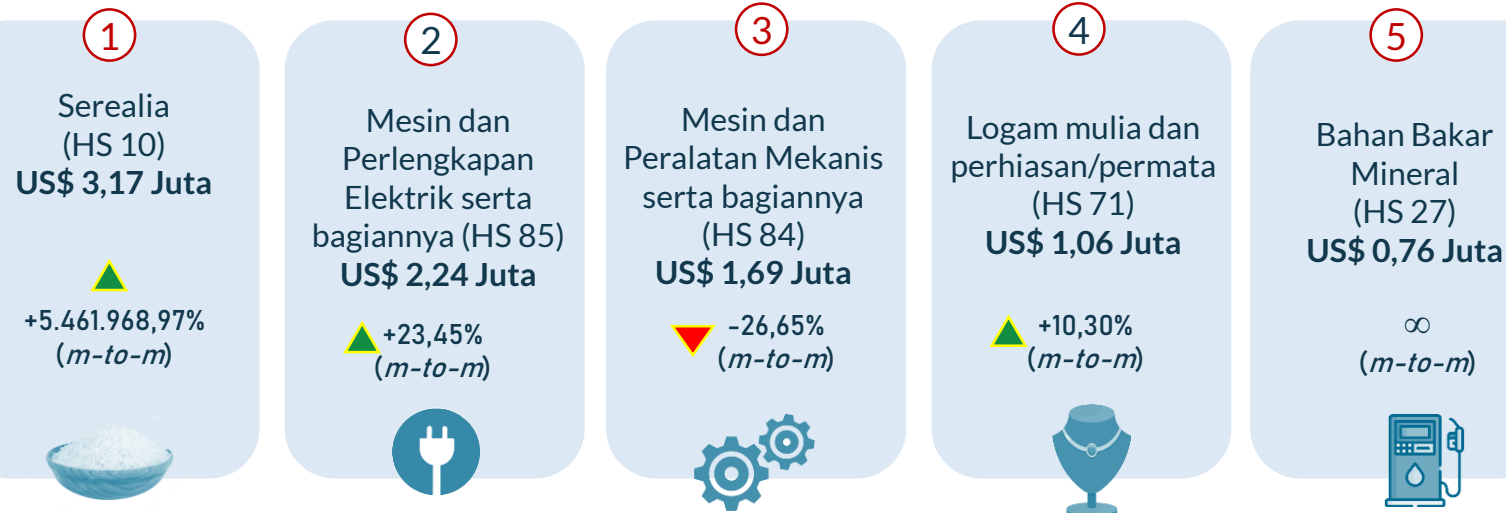 1
Serealia
(HS 10)
US$ 3,17 Juta
+5.461.968,97%
(m-to-m)
2
Mesin dan
Perlengkapan
Elektrik serta
bagiannya (HS 85)
US$ 2,24 Juta
+23,45%
(m-to-m)
3
Mesin dan
Peralatan Mekanis
serta bagiannya
(HS 84)
US$ 1,69 Juta
-26,65%
(m-to-m)
4
Logam mulia dan
perhiasan/permata
(HS 71)
US$ 1,06 Juta
+10,30%
(m-to-m)
5
Bahan Bakar
Mineral
(HS 27)
US$ 0,76 Juta
∞
(m-to-m)